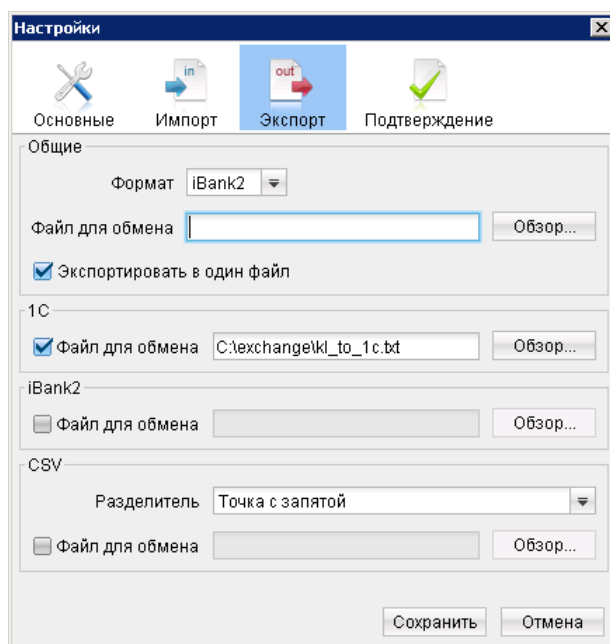 Настройки
in
out
Основные Импорт Экспорт Подтверждение
Общие
Формат iBank2
Файл для обмена Обзор...
Экспортировать в один файл
1С
Файл для обмена C:\exchange\kl_to_1c.txt Обзор...
iBank2
Файл для обмена Обзор...
CSV
Разделитель Точка с запятой
Файл для обмена Обзор...
Сохранить Отмена